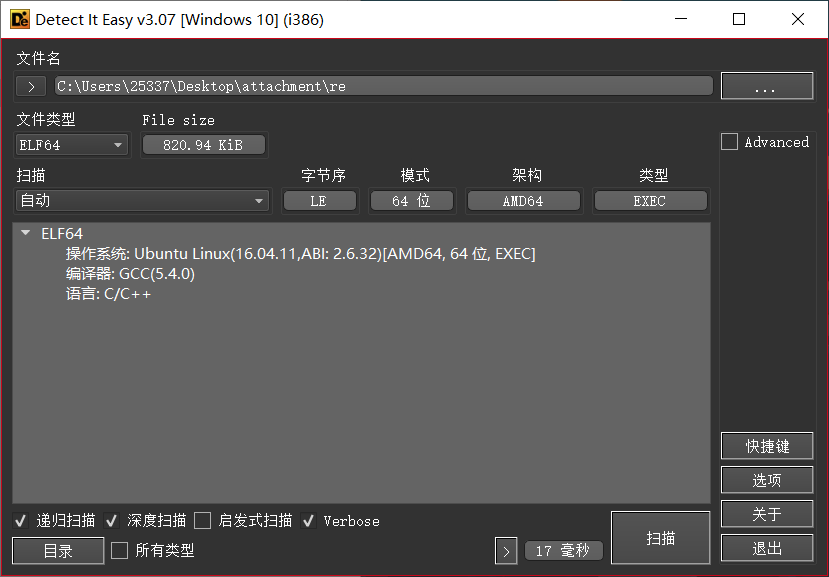 Detect It Easy v3.07 [Windows 10] (i386)
文件名
> C:\Users\25337\Desktop\attachment\re ...
文件类型 File size
ELF64 820.94 KiB Advanced
扫描 字节序 模式 架构 类型
自动 LE 64 位 AMD64 EXEC
ELF64
操作系统: Ubuntu Linux(16.04.11,ABI: 2.6.32)[AMD64, 64 位, EXEC]
编译器: GCC(5.4.0)
语言: C/C++
快捷键
选项
关于
退出
递归扫描 深度扫描 启发式扫描 Verbose
目录 所有类型 > 17 毫秒 扫描